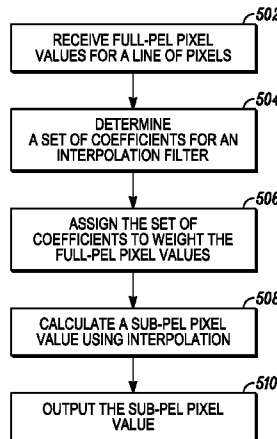 502
RECEIVE FULL-PEL PIXEL
VALUES FOR A LINE OF PIXELS
504
DETERMINE
A SET OF COEFFICIENTS FOR AN
INTERPOLATION FILTER
506
ASSIGN THE SET OF
COEFFICIENTS TO WEIGHT THE
FULL-PEL PIXEL VALUES
508
CALCULATE A SUB-PEL PIXEL
VALUE USING INTERPOLATION
510
OUTPUT THE SUB-PEL PIXEL
VALUE